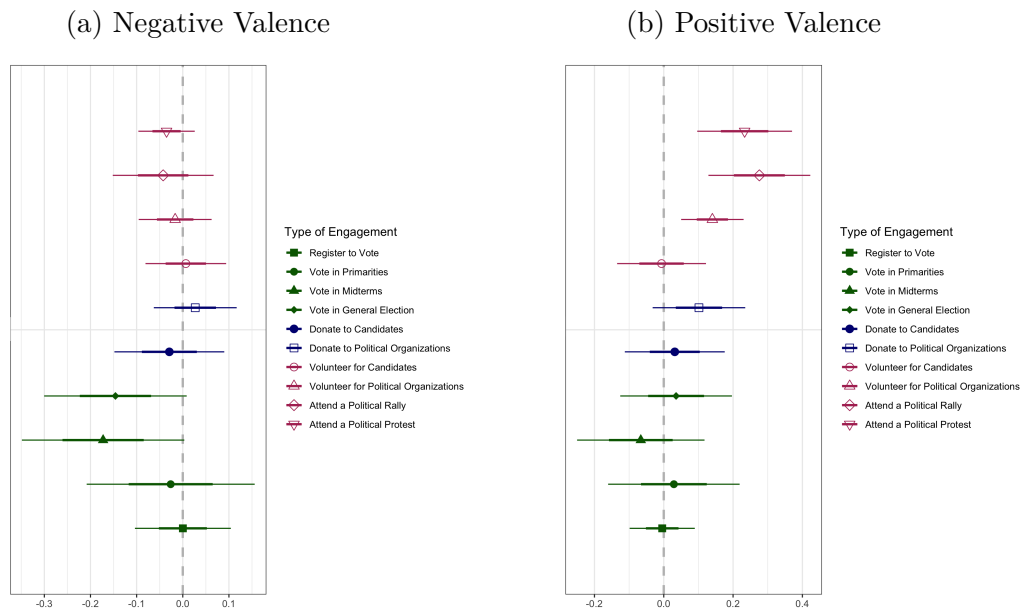 (a) Negative Valence
Type of Engagement
Register to Vote
Vote in Primarities
Vote in Midterms
Vote in General Election
Donate to Candidates
Donate to Political Organizations
Volunteer for Candidates
Volunteer for Political Organizations
Attend a Political Rally
Attend a Political Protest
-0.3 -0.2 -0.1 0.0 0.1
(b) Positive Valence
Type of Engagement
Register to Vote
Vote in Primarities
Vote in Midterms
Vote in General Election
Donate to Candidates
Donate to Political Organizations
Volunteer for Candidates
Volunteer for Political Organizations
Attend a Political Rally
Attend a Political Protest
-0.2 0.0 0.2 0.4